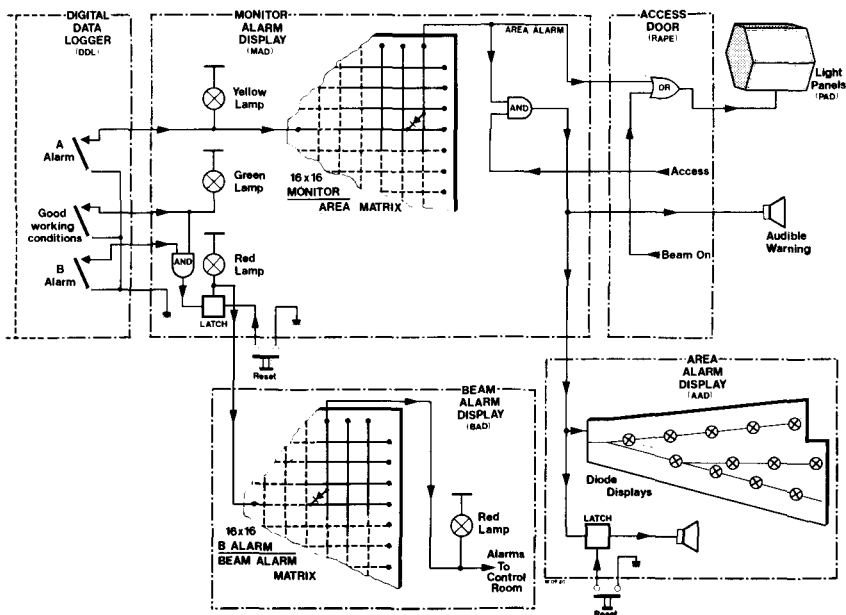 DIGITAL
DATA
LOGGER
(DDL)
MONITOR
ALARM
DISPLAY
(MAD)
ACCESS
DOOR
(RAPE)
AREA ALARM
Yellow
Lamp
A
Alarm
Green
Lamp
16 x 16
MONITOR
AREA MATRIX
Good
working
conditions
B
Alarm
AND
Red
Lamp
LATCH
Reset
AND
OR
Light
Panels
(PAD)
Access
Audible
Warning
Beam On
BEAM
ALARM
DISPLAY
(BAD)
16x16
B ALARM
BEAM ALARM
MATRIX
Red
Lamp
Alarms
To
Control
Room
AREA
ALARM
DISPLAY
(AAD)
Diode
Displays
LATCH
Reset